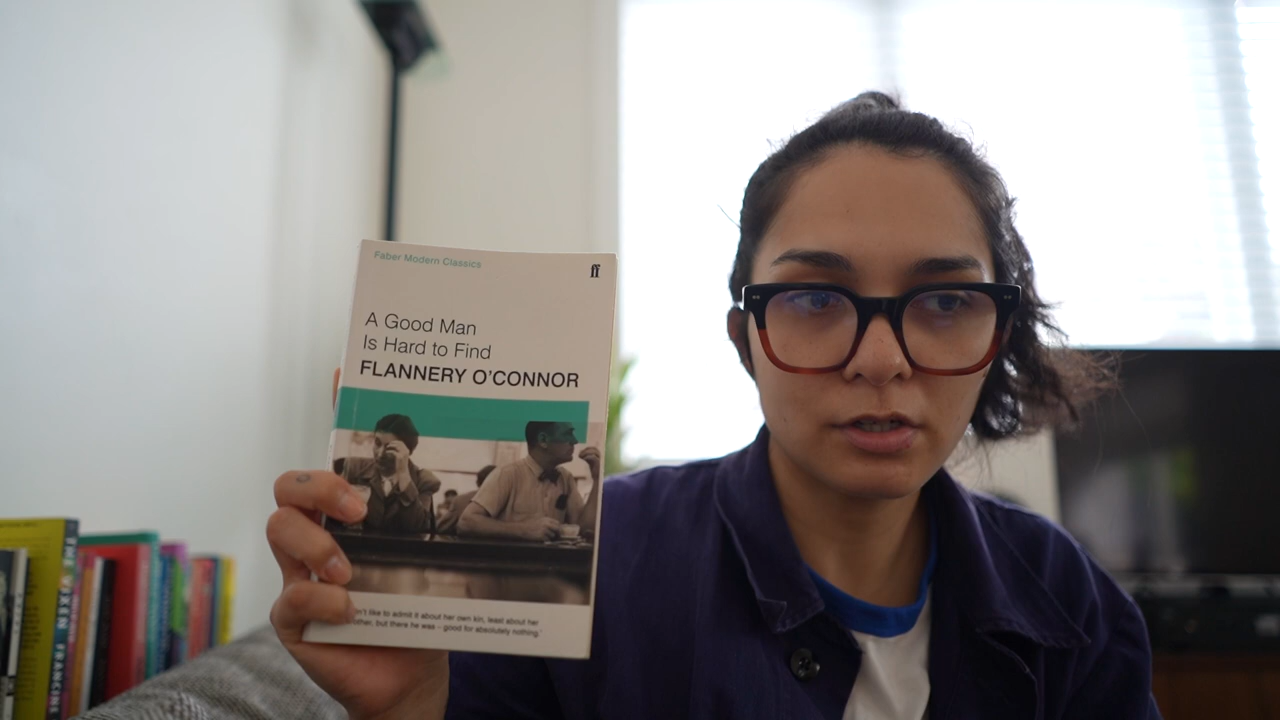 Faber Modern Classics
ff
A Good Man
Is Hard to Find
FLANNERY O'CONNOR
like to admit it about her own kin, least about her
but there he was – good for absolutely nothing.'
FRANCINE